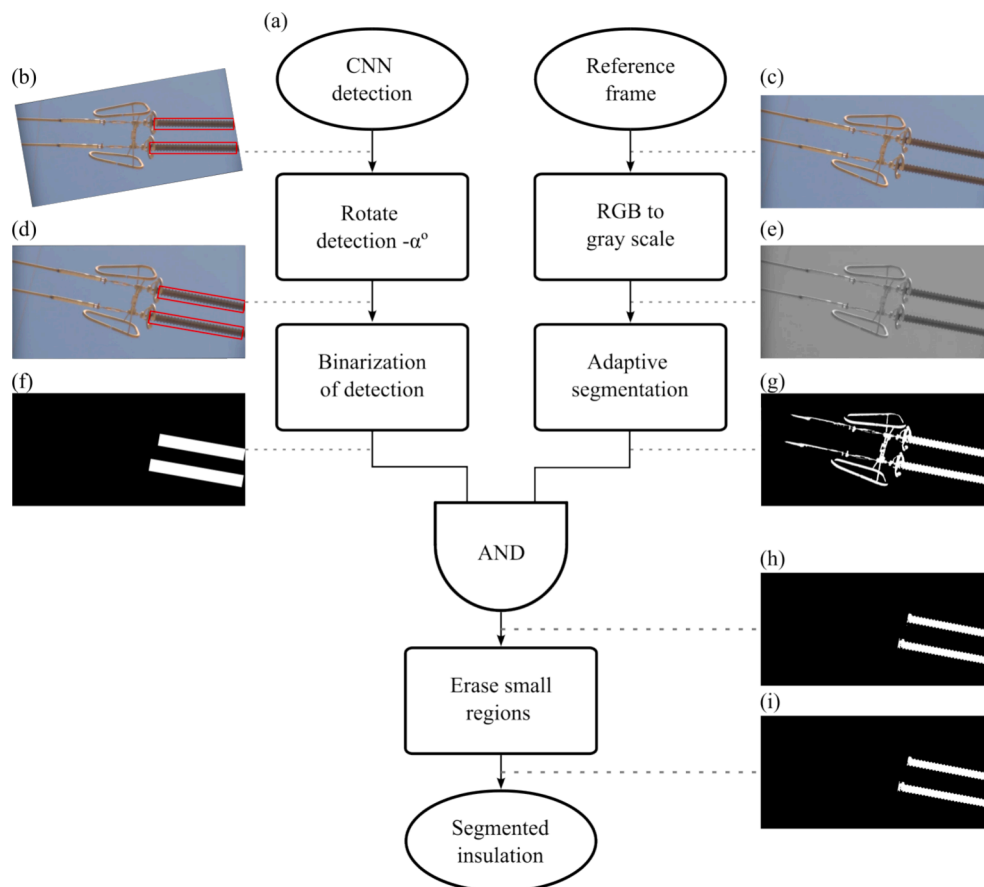 (a)
CNN
detection
Reference
frame
(b)
(c)
Rotate
detection -αº
RGB to
gray scale
(d)
(e)
Binarization
of detection
Adaptive
segmentation
(f)
(g)
AND
(h)
Erase small
regions
(i)
Segmented
insulation